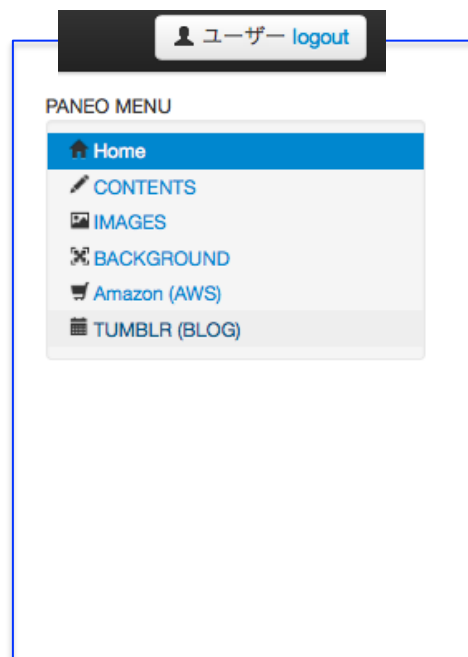 ユーザー logout
PANEO MENU
Home
CONTENTS
IMAGES
BACKGROUND
Amazon (AWS)
TUMBLR (BLOG)